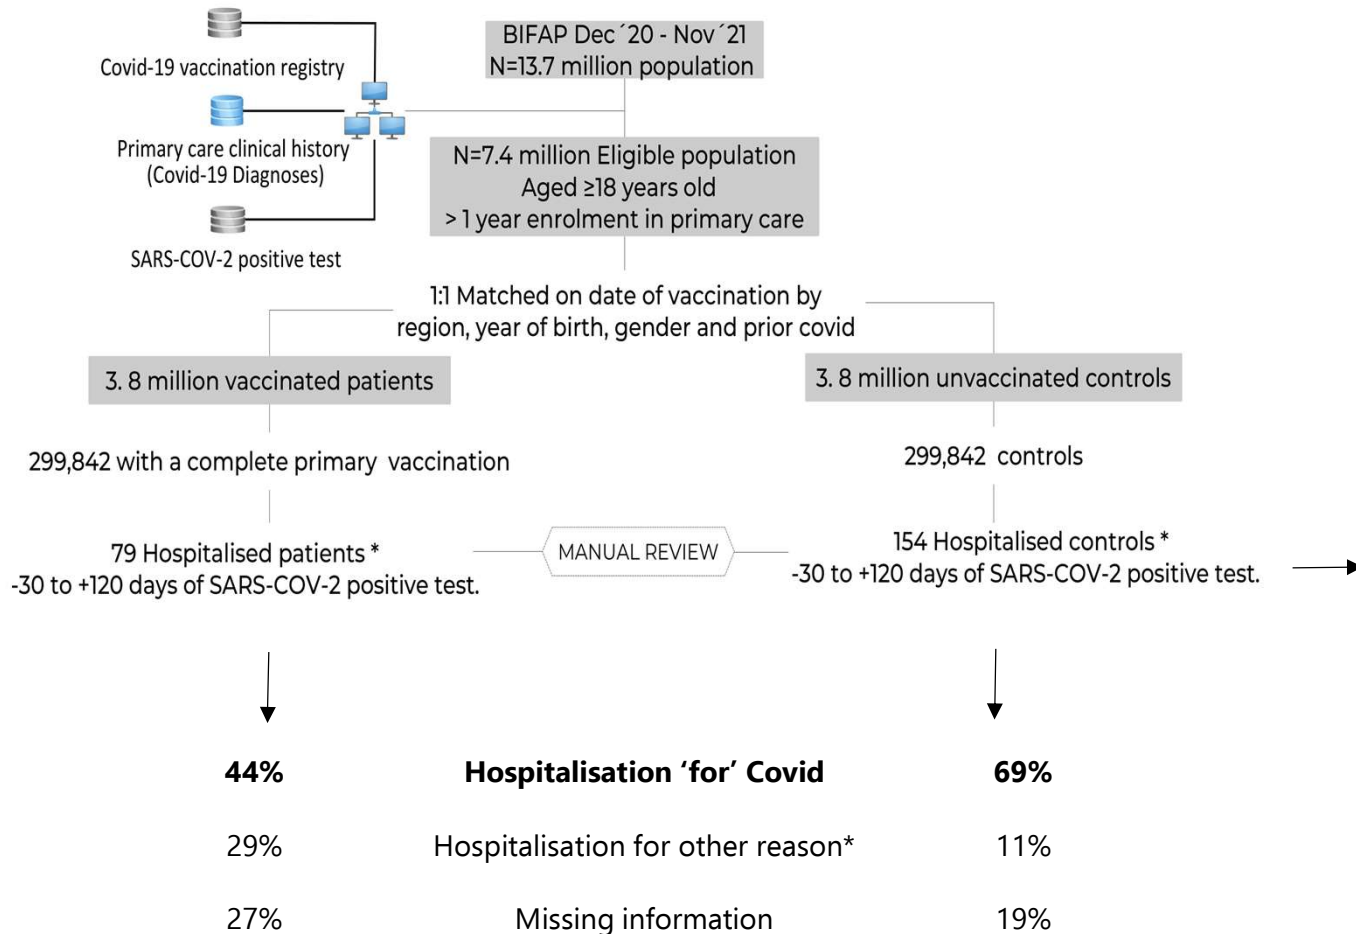 Covid-19 vaccination registry
Primary care clinical history
(Covid-19 Diagnoses)
SARS-COV-2 positive test
BIFAP Dec ´20 - Nov ´21
N=13.7 million population
N=7.4 million Eligible population
Aged ≥18 years old
> 1 year enrolment in primary care
1:1 Matched on date of vaccination by
region, year of birth, gender and prior covid
3. 8 million vaccinated patients
3. 8 million unvaccinated controls
299,842 with a complete primary vaccination
299,842 controls
79 Hospitalised patients *
-30 to +120 days of SARS-COV-2 positive test.
MANUAL REVIEW
154 Hospitalised controls *
-30 to +120 days of SARS-COV-2 positive test.
44% Hospitalisation ‘for’ Covid 69%
29% Hospitalisation for other reason* 11%
27% Missing information 19%